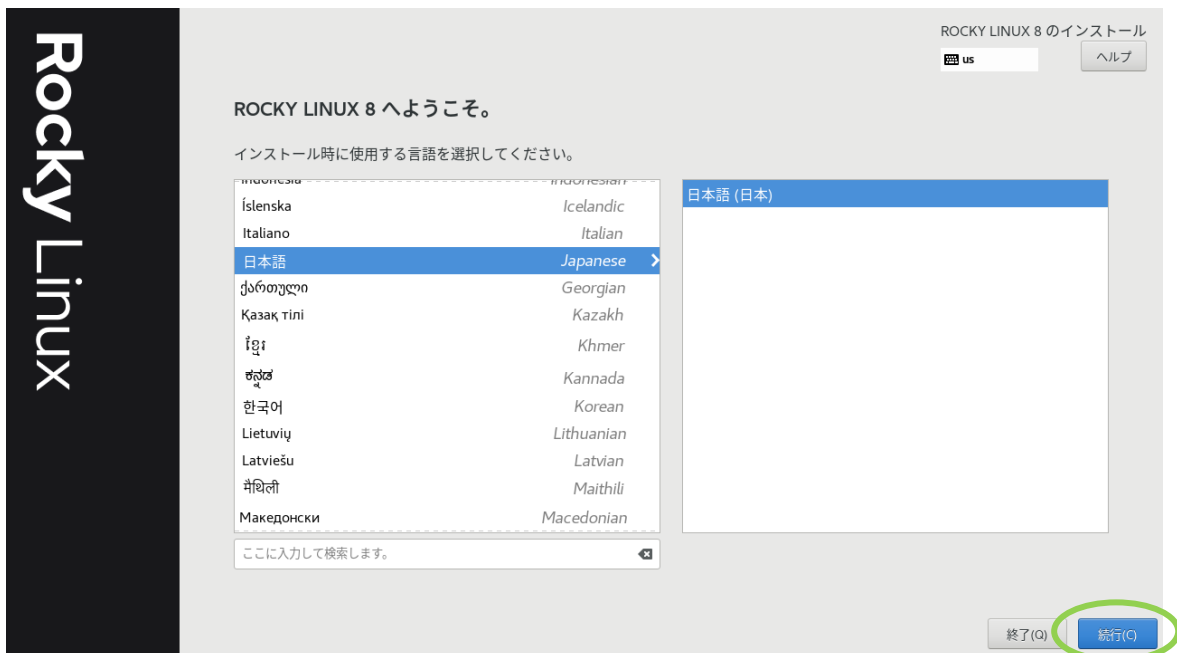 Rocky Linux
ROCKY LINUX 8 のインストール
us
ヘルプ
ROCKY LINUX 8 へようこそ。
インストール時に使用する言語を選択してください。
Indonesia Indonesian
Íslenska Icelandic
Italiano Italian
日本語 Japanese
ქართული Georgian
Қазақ тілі Kazakh
ខ្មែរ Khmer
ಕನ್ನಡ Kannada
한국어 Korean
Lietuvių Lithuanian
Latviešu Latvian
मैथिली Maithili
Македонски Macedonian
日本語 (日本)
ここに入力して検索します。
終了(Q)
続行(C)